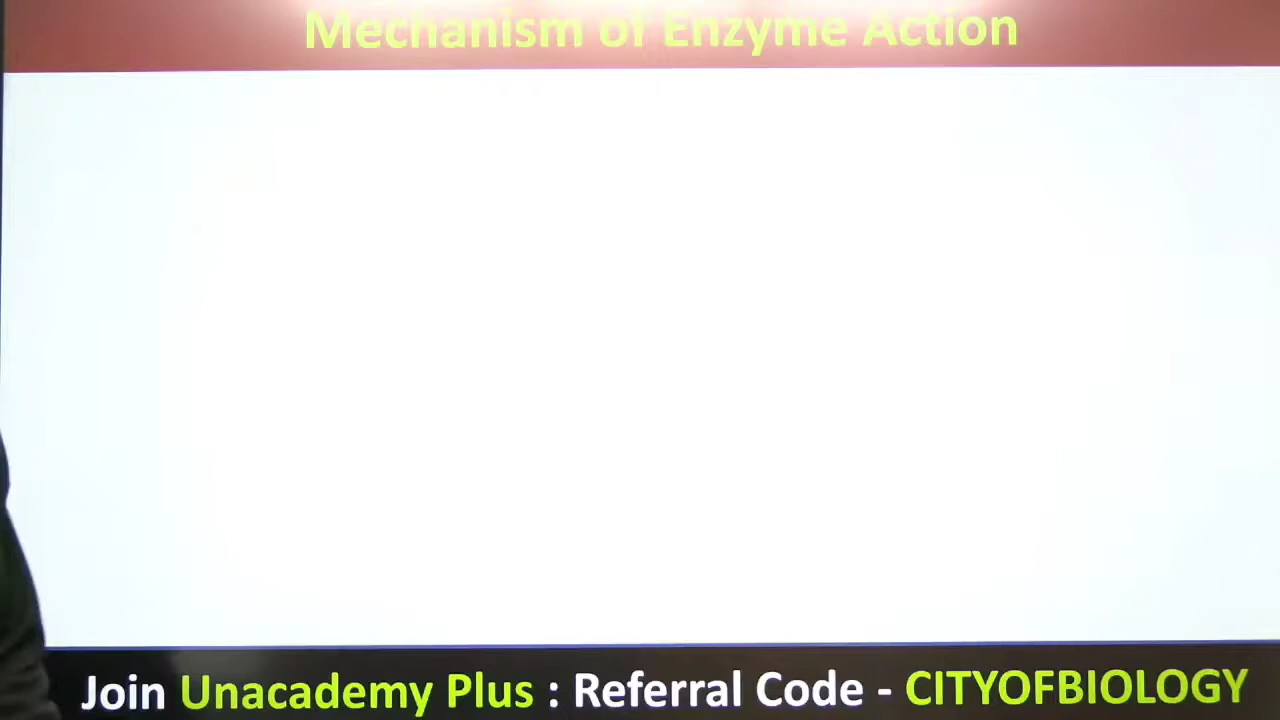 Mechanism of Enzyme Action
Join Unacademy Plus : Referral Code - CITYOFBIOLOGY